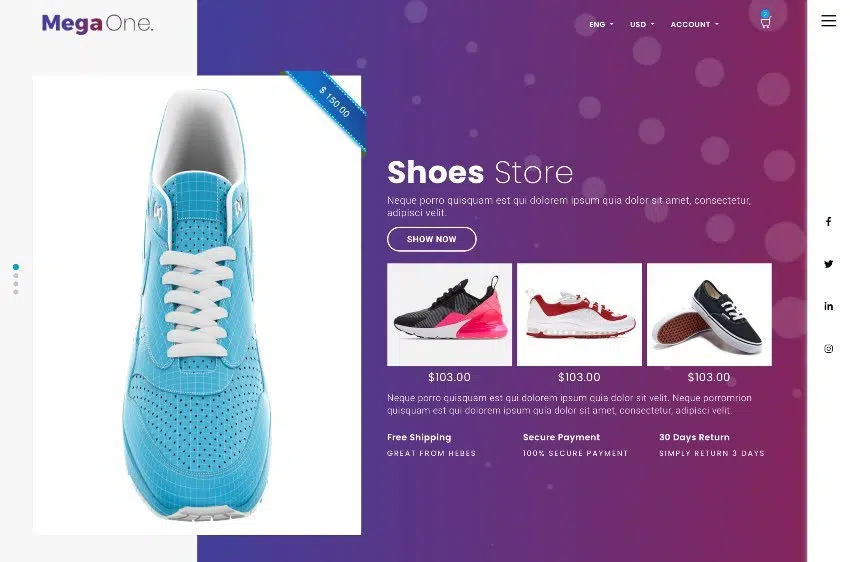 MegaOne.
ENG
USD
ACCOUNT
$ 150.00
Shoes Store
Neque porro quisquam est qui dolorem ipsum quia dolor sit amet, consectetur,
adipisci velit.
SHOW NOW
$103.00
$103.00
$103.00
Neque porro quisquam est qui dolorem ipsum quia dolor sit velit. Neque porromrion
quisquam est qui dolorem ipsum quia dolor sit amet, consectetur, adipisci velit.
Free Shipping
GREAT FROM HEBES
Secure Payment
100% SECURE PAYMENT
30 Days Return
SIMPLY RETURN 3 DAYS